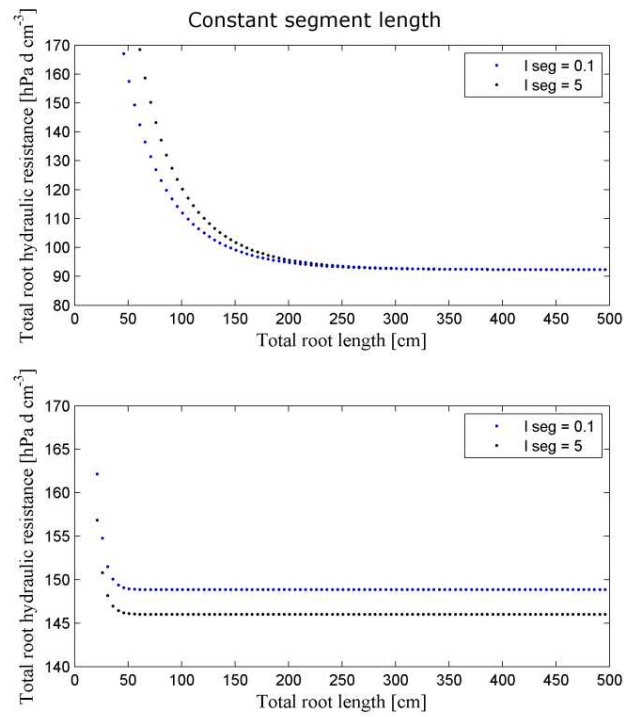 Constant segment length
Total root hydraulic resistance [hPa d cm⁻³]
170
160
150
140
130
120
110
100
90
80
l seg = 0.1
l seg = 5
0 50 100 150 200 250 300 350 400 450 500
Total root length [cm]
Total root hydraulic resistance [hPa d cm⁻³]
170
165
160
155
150
145
140
l seg = 0.1
l seg = 5
0 50 100 150 200 250 300 350 400 450 500
Total root length [cm]